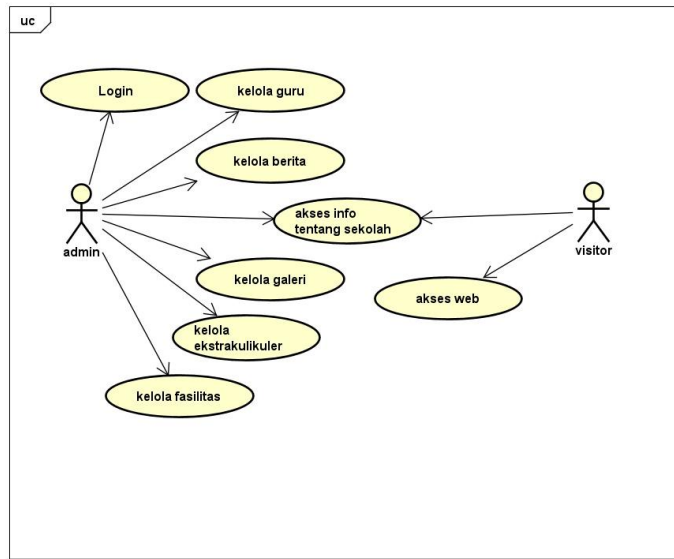 uc
Login
kelola guru
kelola berita
akses info
tentang sekolah
admin
visitor
kelola galeri
akses web
kelola
ekstrakulikuler
kelola fasilitas